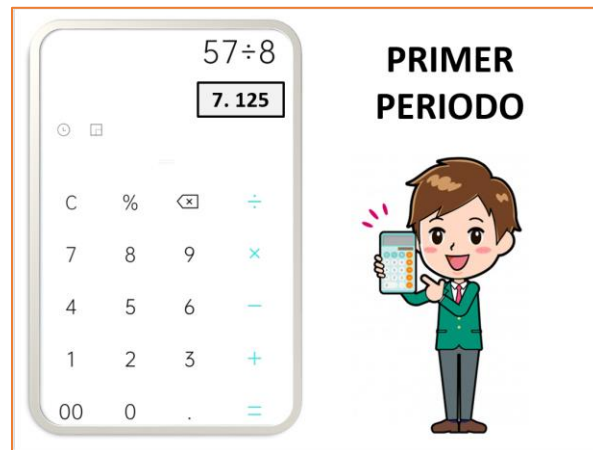 57÷8
7. 125
C % ÷
7 8 9 ×
4 5 6 −
1 2 3 +
00 0 . =
PRIMER
PERIODO